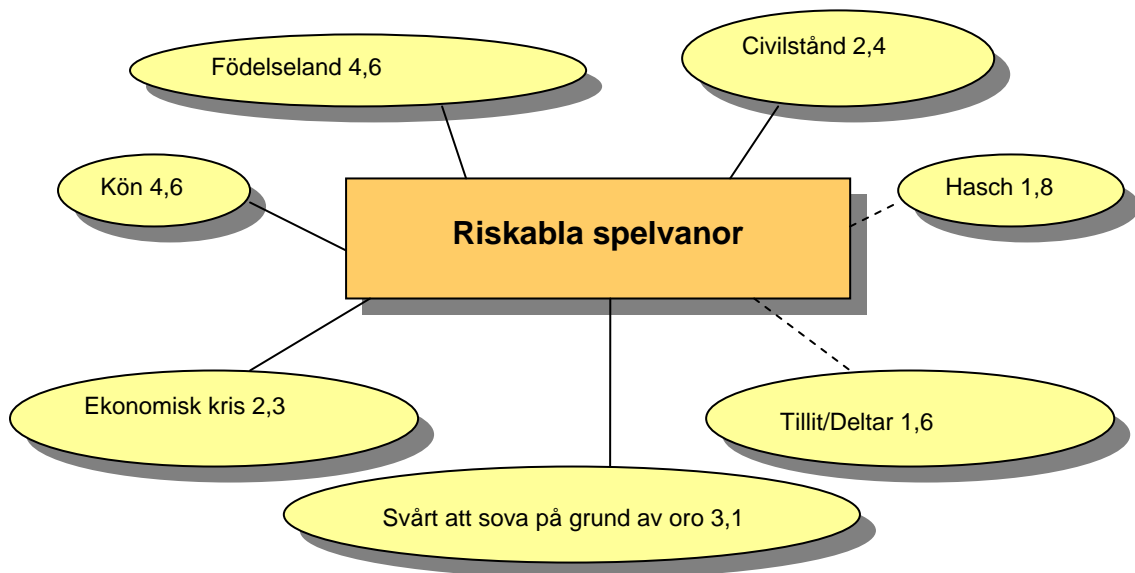 Födelseland 4,6
Civilstånd 2,4
Kön 4,6
Hasch 1,8
Riskabla spelvanor
Ekonomisk kris 2,3
Tillit/Deltar 1,6
Svårt att sova på grund av oro 3,1